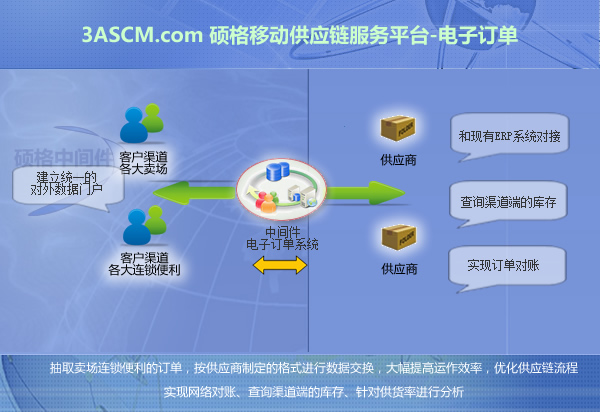 3ASCM.com 硕格移动供应链服务平台-电子订单
硕格中间件
客户渠道
各大卖场
建立统一的
对外数据门户
客户渠道
各大连锁便利
中间件
电子订单系统
供应商
供应商
和现有ERP系统对接
查询渠道端的库存
实现订单对账
抽取卖场连锁便利的订单，按供应商制定的格式进行数据交换，大幅提高运作效率，优化供应链流程
实现网络对账、查询渠道端的库存、针对供货率进行分析